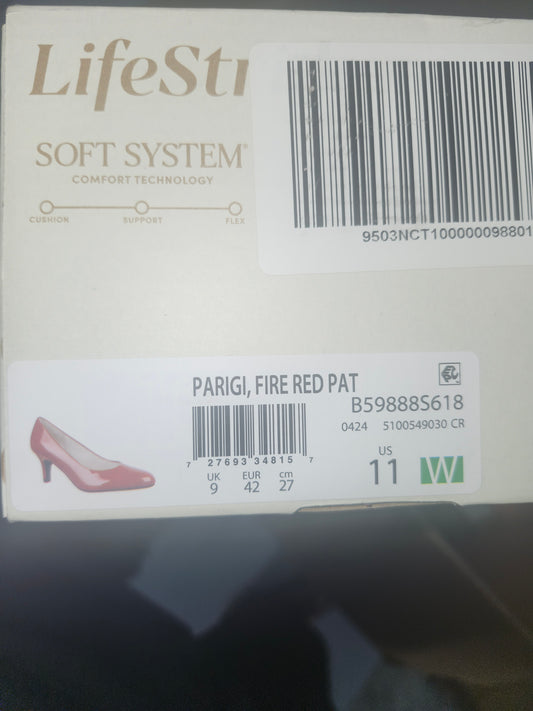 LifeStr
SOFT SYSTEM®
COMFORT TECHNOLOGY
CUSHION SUPPORT FLEX
9503NCT100000098801
PARIGI, FIRE RED PAT
B59888S618
0424 5100549030 CR
7 27693 34815 7
UK EUR cm
9 42 27
US
11 W